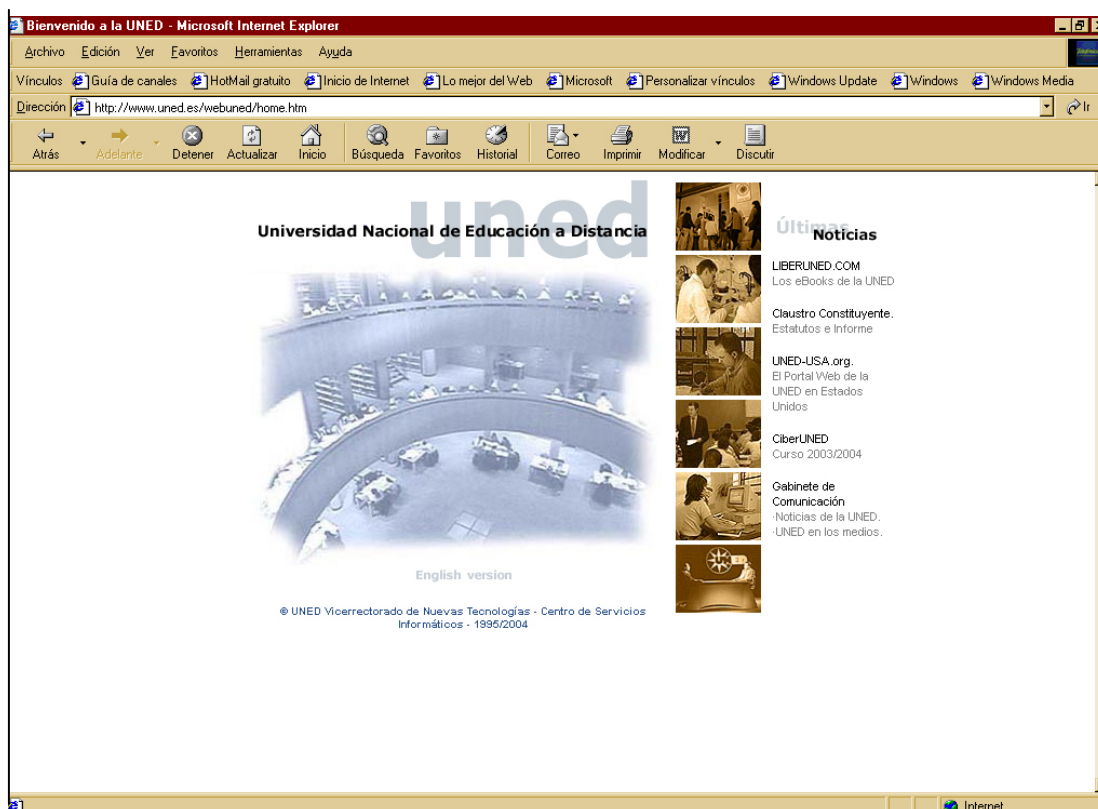 Bienvenido a la UNED - Microsoft Internet Explorer
Archivo Edición Ver Favoritos Herramientas Ayuda
Vínculos Guía de canales HotMail gratuito Inicio de Internet Lo mejor del Web Microsoft Personalizar vínculos Windows Update Windows Windows Media
Dirección http://www.uned.es/webuned/home.htm Ir
Atrás Adelante Detener Actualizar Inicio Búsqueda Favoritos Historial Correo Imprimir Modificar Discutir
uned
Universidad Nacional de Educación a Distancia
Últimas
Noticias
LIBERUNED.COM
Los eBooks de la UNED
Claustro Constituyente.
Estatutos e Informe
UNED-USA.org.
El Portal Web de la
UNED en Estados
Unidos
CiberUNED
Curso 2003/2004
Gabinete de
Comunicación
·Noticias de la UNED.
·UNED en los medios.
English version
© UNED Vicerrectorado de Nuevas Tecnologías - Centro de Servicios
Informáticos - 1995/2004
Internet